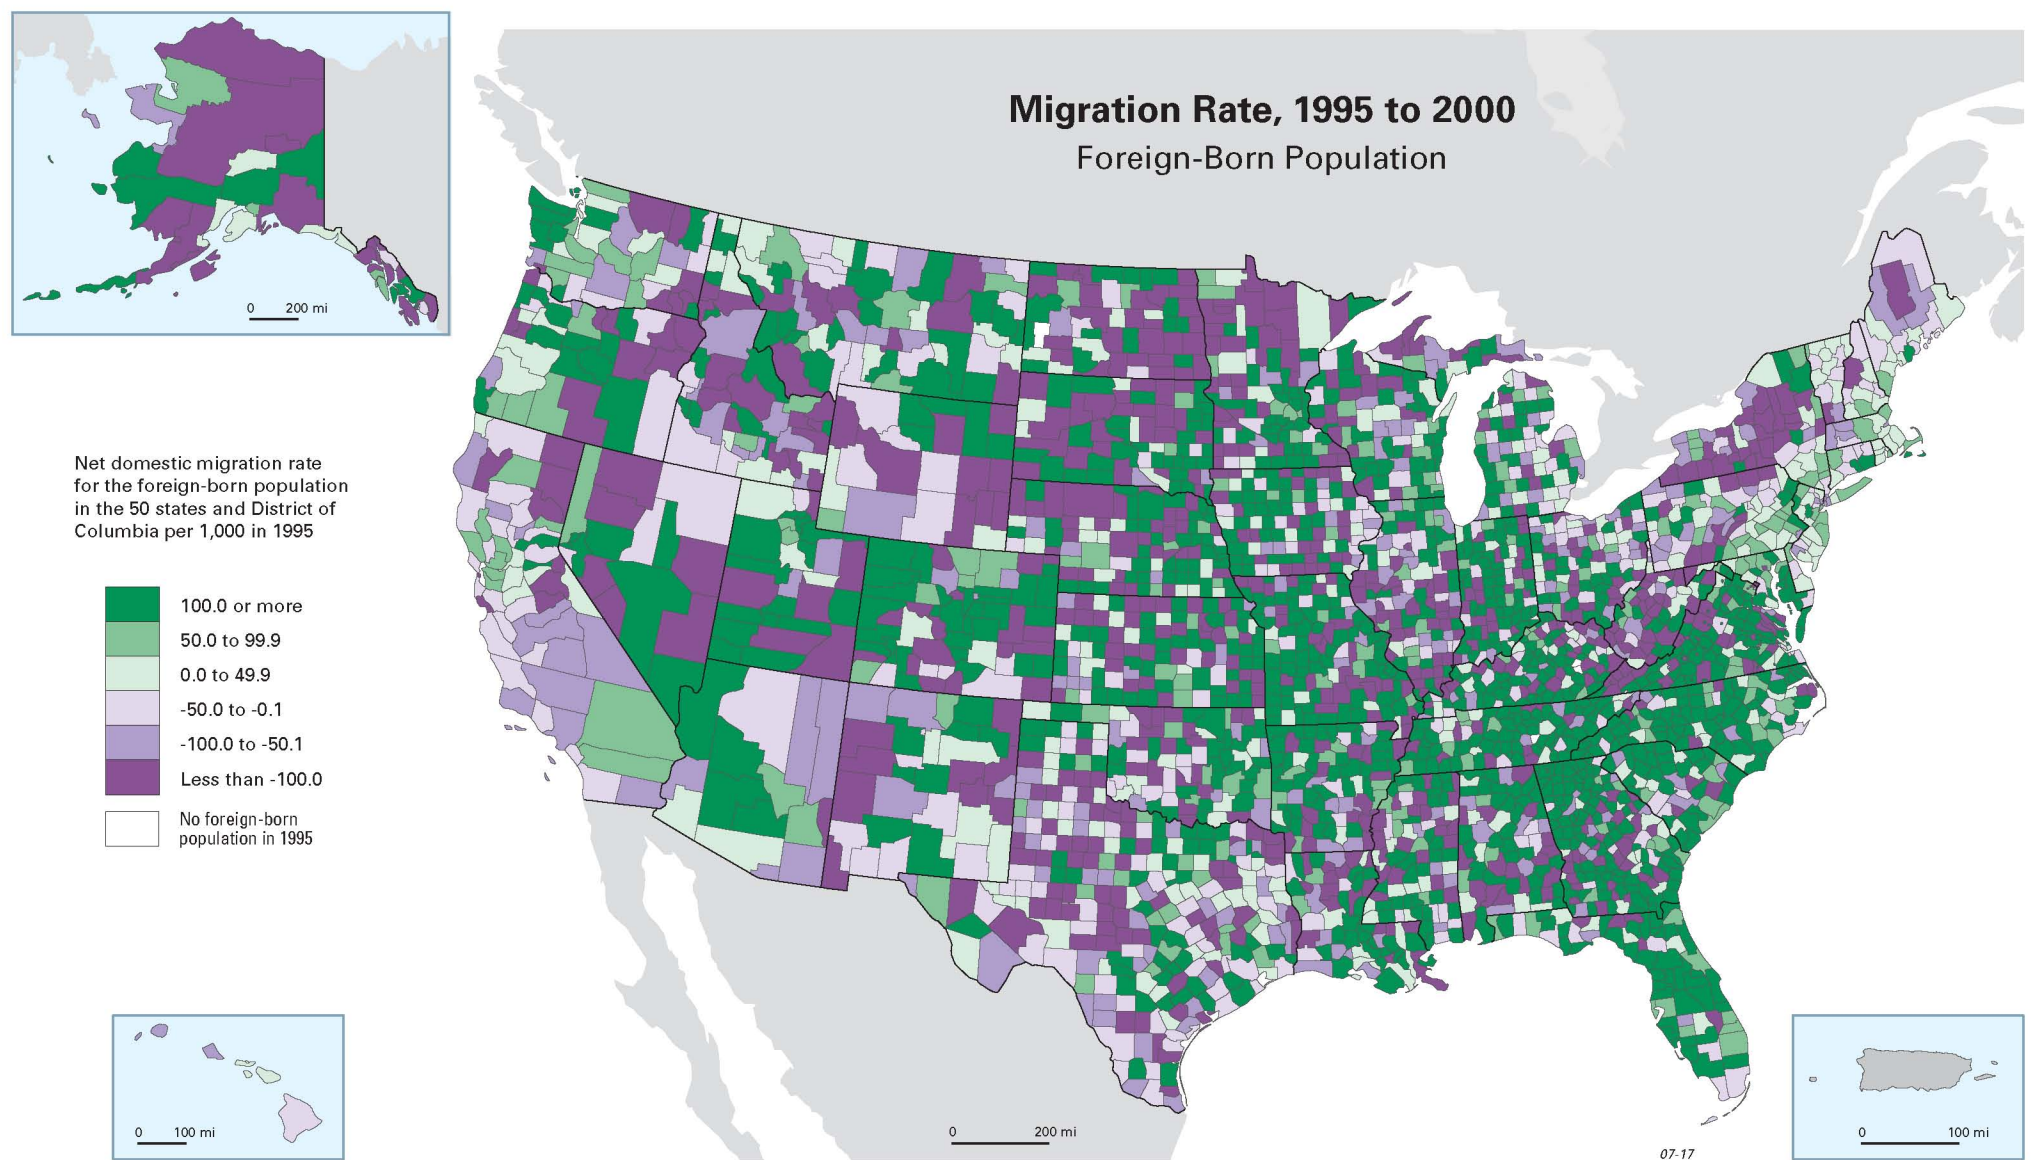 Migration Rate, 1995 to 2000
Foreign-Born Population
0 200 mi
Net domestic migration rate
for the foreign-born population
in the 50 states and District of
Columbia per 1,000 in 1995
100.0 or more
50.0 to 99.9
0.0 to 49.9
-50.0 to -0.1
-100.0 to -50.1
Less than -100.0
No foreign-born
population in 1995
0 100 mi
0 200 mi
0 100 mi
07-17